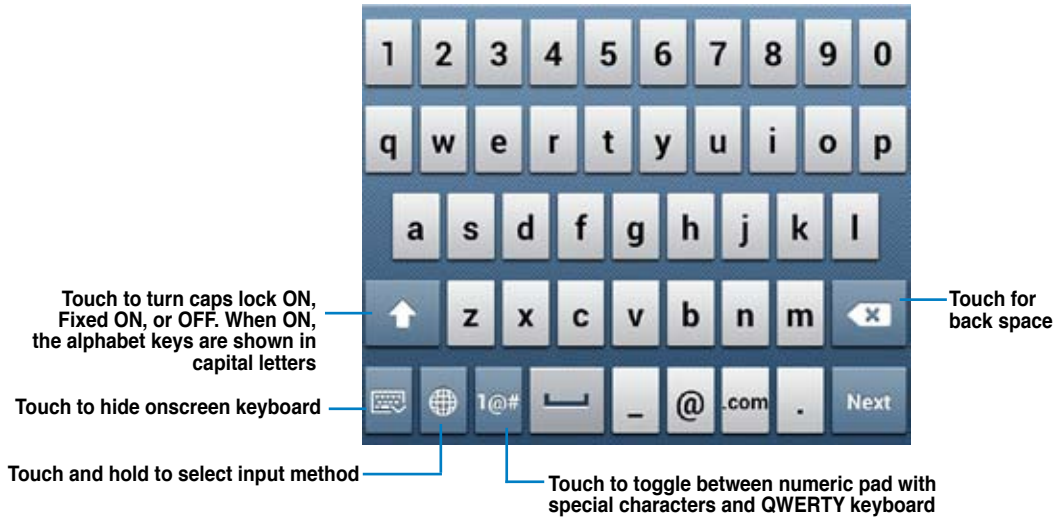 1 2 3 4 5 6 7 8 9 0
q w e r t y u i o p
a s d f g h j k l
Touch to turn caps lock ON,
Fixed ON, or OFF. When ON,
the alphabet keys are shown in
capital letters
z x c v b n m
Touch for
back space
Touch to hide onscreen keyboard
1@# _ @ .com . Next
Touch and hold to select input method
Touch to toggle between numeric pad with
special characters and QWERTY keyboard